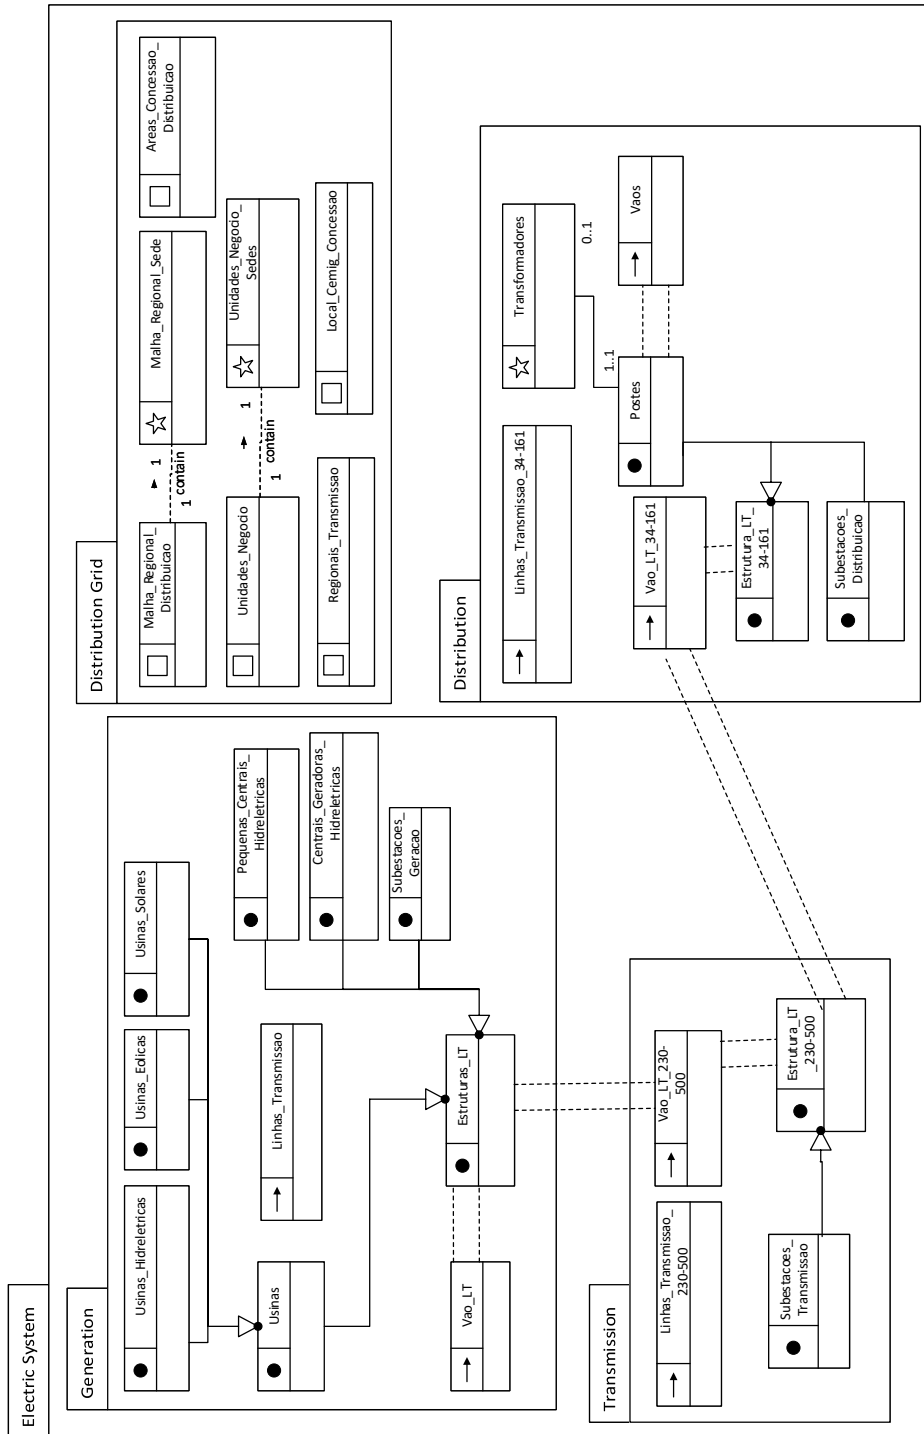 Electric System
Generation
Usinas_Hidreletricas
Usinas_Eolicas
Usinas_Solares
Usinas
Linhas_Transmissao
Pequenas_Centrais_
Hidreletricas
Centrais_Geradoras_
Hidreletricas
Subestacoes_
Geracao
Vao_LT
Estruturas_LT
Distribution Grid
Malha_Regional_
Distribuicao
1
contain
1
Malha_Regional_Sede
Areas_Concessao_
Distribuicao
Unidades_Negocio
1
contain
1
Unidades_Negocio_
Sedes
Regionais_Transmissao
Local_Cemig_Concessao
Transmission
Linhas_Transmissao_
230-500
Vao_LT_230-
500
Subestacoes_
Transmissao
Estrutura_LT
_230-500
Distribution
Linhas_Transmissao_34-161
Transformadores
0..1
1..1
Vao_LT_34-161
Postes
Vaos
Estrutura_LT_
34-161
Subestacoes_
Distribuicao